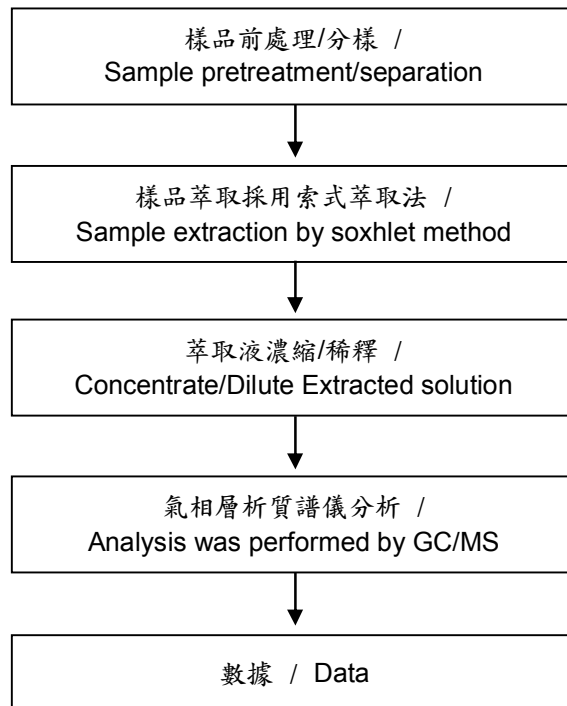 樣品前處理/分樣 /
Sample pretreatment/separation
樣品萃取採用索式萃取法 /
Sample extraction by soxhlet method
萃取液濃縮/稀釋 /
Concentrate/Dilute Extracted solution
氣相層析質譜儀分析 /
Analysis was performed by GC/MS
數據 / Data